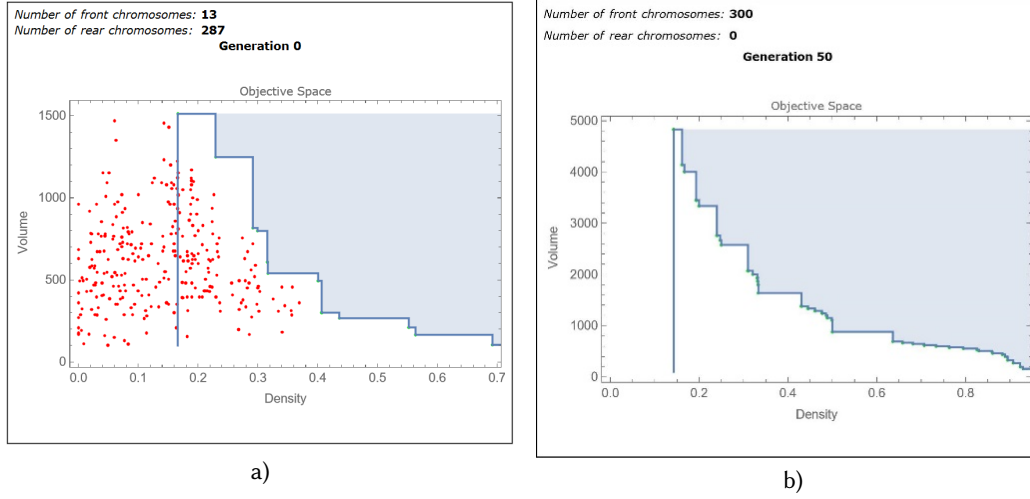 Number of front chromosomes: 13
Number of rear chromosomes: 287
Generation 0
Objective Space
1500
1000
500
0
Volume
0.0 0.1 0.2 0.3 0.4 0.5 0.6 0.7
Density
a)
Number of front chromosomes: 300
Number of rear chromosomes: 0
Generation 50
Objective Space
5000
4000
3000
2000
1000
0
Volume
0.2 0.4 0.6 0.8
Density
b)